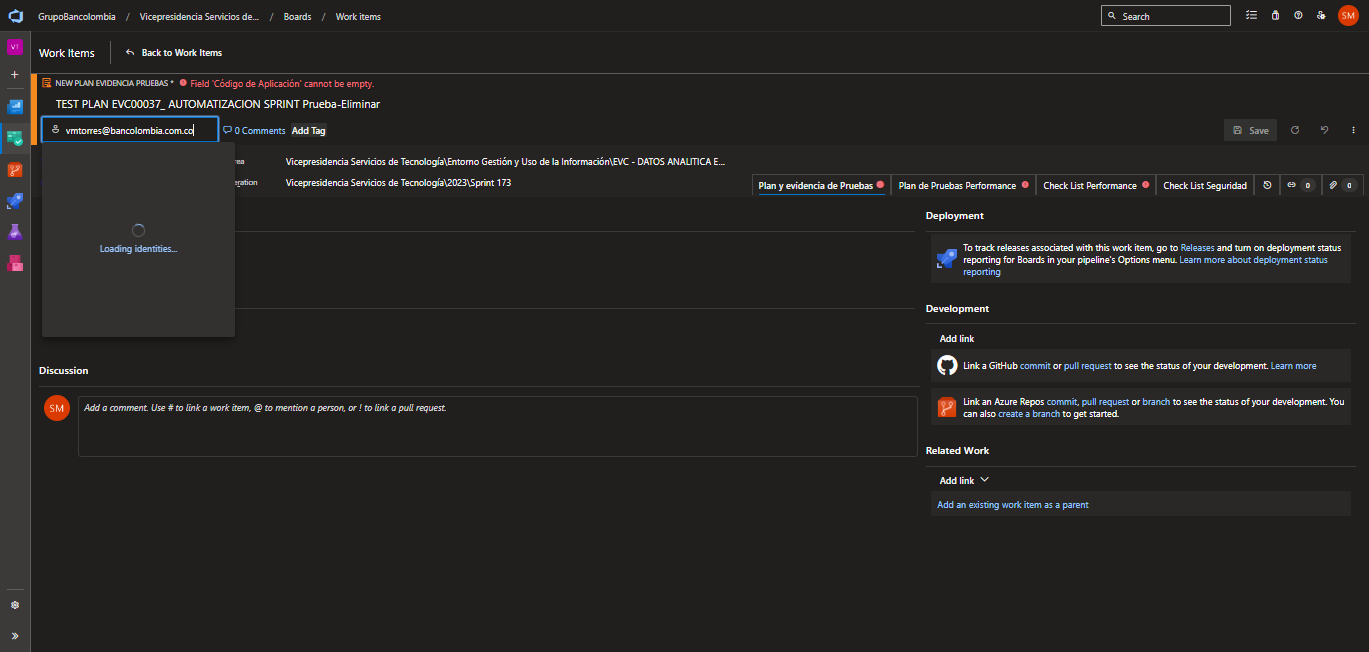 GrupoBancolombia / Vicepresidencia Servicios de... / Boards / Work items
Search
SM
VT
Work Items
Back to Work Items
NEW PLAN EVIDENCIA PRUEBAS * Field 'Código de Aplicación' cannot be empty.
TEST PLAN EVC00037_ AUTOMATIZACION SPRINT Prueba-Eliminar
vmtorres@bancolombia.com.co
0 Comments
Add Tag
Save
rea
Vicepresidencia Servicios de Tecnología\Entorno Gestión y Uso de la Información\EVC - DATOS ANALITICA E...
eration
Vicepresidencia Servicios de Tecnología\2023\Sprint 173
Plan y evidencia de Pruebas
Plan de Pruebas Performance
Check List Performance
Check List Seguridad
0
0
Loading identities...
Deployment
To track releases associated with this work item, go to Releases and turn on deployment status
reporting for Boards in your pipeline's Options menu. Learn more about deployment status
reporting
Development
Add link
Link a GitHub commit or pull request to see the status of your development. Learn more
Link an Azure Repos commit, pull request or branch to see the status of your development. You
can also create a branch to get started.
Related Work
Add link
Add an existing work item as a parent
Discussion
SM
Add a comment. Use # to link a work item, @ to mention a person, or ! to link a pull request.